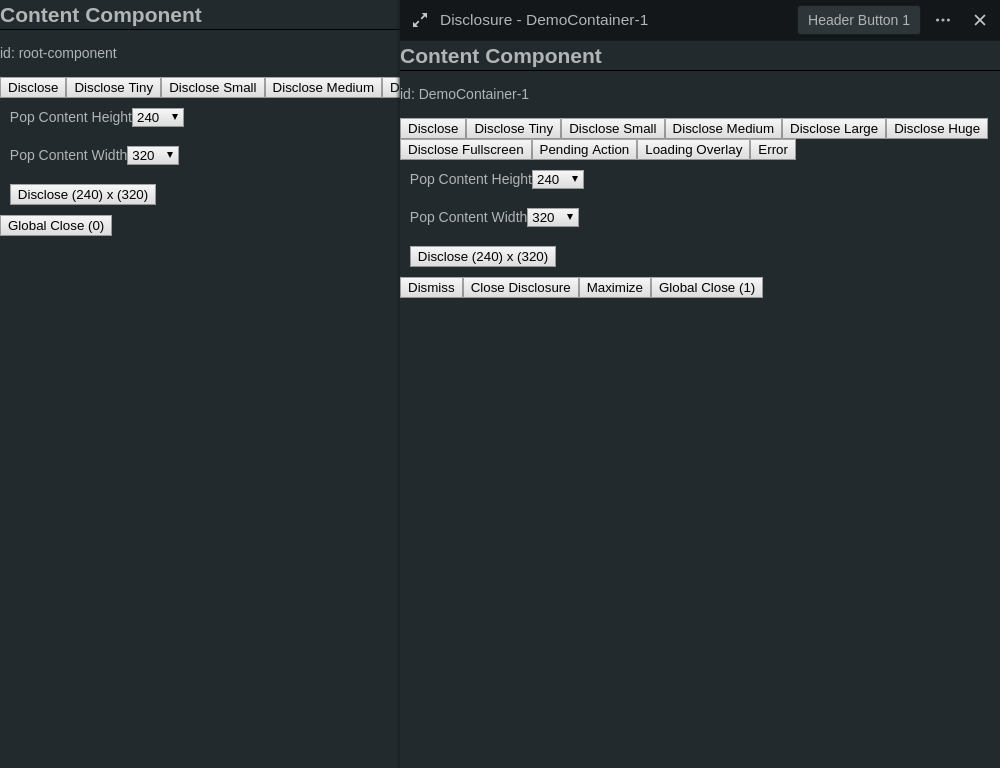 Content Component
id: root-component
Disclose Disclose Tiny Disclose Small Disclose Medium D
Pop Content Height 240
Pop Content Width 320
Disclose (240) x (320)
Global Close (0)
Disclosure - DemoContainer-1 Header Button 1
Content Component
id: DemoContainer-1
Disclose Disclose Tiny Disclose Small Disclose Medium Disclose Large Disclose Huge
Disclose Fullscreen Pending Action Loading Overlay Error
Pop Content Height 240
Pop Content Width 320
Disclose (240) x (320)
Dismiss Close Disclosure Maximize Global Close (1)